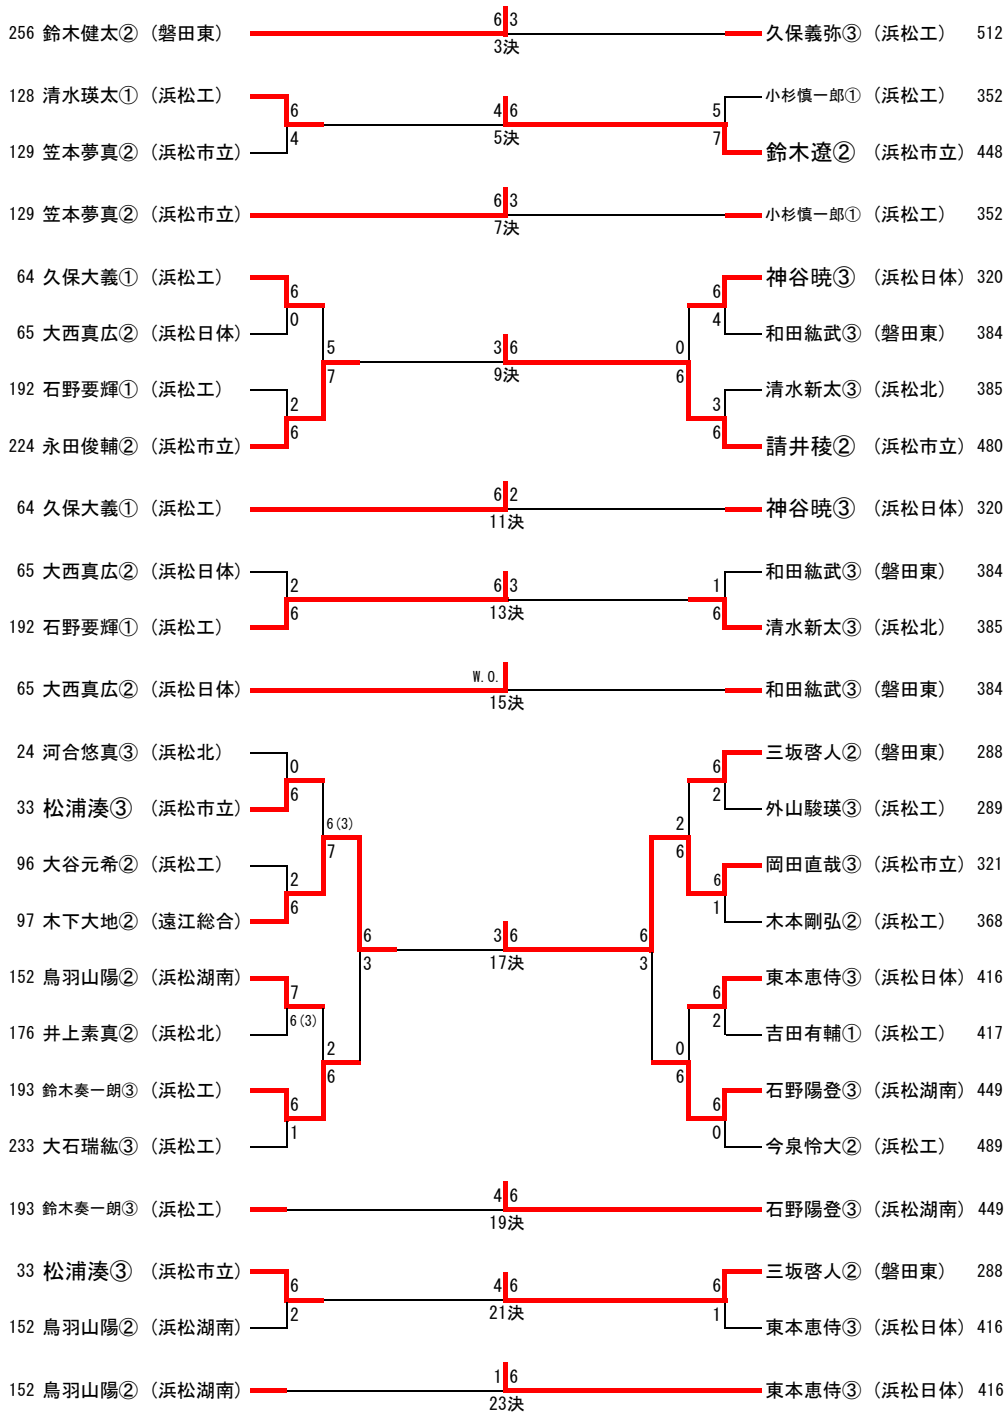 256 鈴木健太② (磐田東) 6 3 久保義弥③ (浜松工) 512
3決
128 清水瑛太① (浜松工) 小杉慎一郎① (浜松工) 352
6 4 6 5
4 5決 7
129 笠本夢真② (浜松市立) 鈴木遼② (浜松市立) 448
129 笠本夢真② (浜松市立) 6 3 小杉慎一郎① (浜松工) 352
7決
64 久保大義① (浜松工) 神谷暁③ (浜松日体) 320
6 6
0 4
65 大西真広② (浜松日体) 和田紘武③ (磐田東) 384
5 3 6 0
7 9決 6
192 石野要輝① (浜松工) 清水新太③ (浜松北) 385
2 3
6 6
224 永田俊輔② (浜松市立) 請井稜② (浜松市立) 480
64 久保大義① (浜松工) 6 2 神谷暁③ (浜松日体) 320
11決
65 大西真広② (浜松日体) 和田紘武③ (磐田東) 384
2 6 3 1
6 13決 6
192 石野要輝① (浜松工) 清水新太③ (浜松北) 385
65 大西真広② (浜松日体) W.O. 和田紘武③ (磐田東) 384
15決
24 河合悠真③ (浜松北) 三坂啓人② (磐田東) 288
0 6
6 2
33 松浦湊③ (浜松市立) 外山駿瑛③ (浜松工) 289
6(3) 2
7 6
96 大谷元希② (浜松工) 岡田直哉③ (浜松市立) 321
2 6
6 1
97 木下大地② (遠江総合) 木本剛弘② (浜松工) 368
6 3 6 6
3 17決 3
152 鳥羽山陽② (浜松湖南) 東本恵侍③ (浜松日体) 416
7 6
6(3) 2
176 井上素真② (浜松北) 吉田有輔① (浜松工) 417
2 0
6 6
193 鈴木奏一朗③ (浜松工) 石野陽登③ (浜松湖南) 449
6 6
1 0
233 大石瑞紘③ (浜松工) 今泉怜大② (浜松工) 489
193 鈴木奏一朗③ (浜松工) 4 6 石野陽登③ (浜松湖南) 449
19決
33 松浦湊③ (浜松市立) 三坂啓人② (磐田東) 288
6 4 6 6
2 21決 1
152 鳥羽山陽② (浜松湖南) 東本恵侍③ (浜松日体) 416
152 鳥羽山陽② (浜松湖南) 1 6 東本恵侍③ (浜松日体) 416
23決